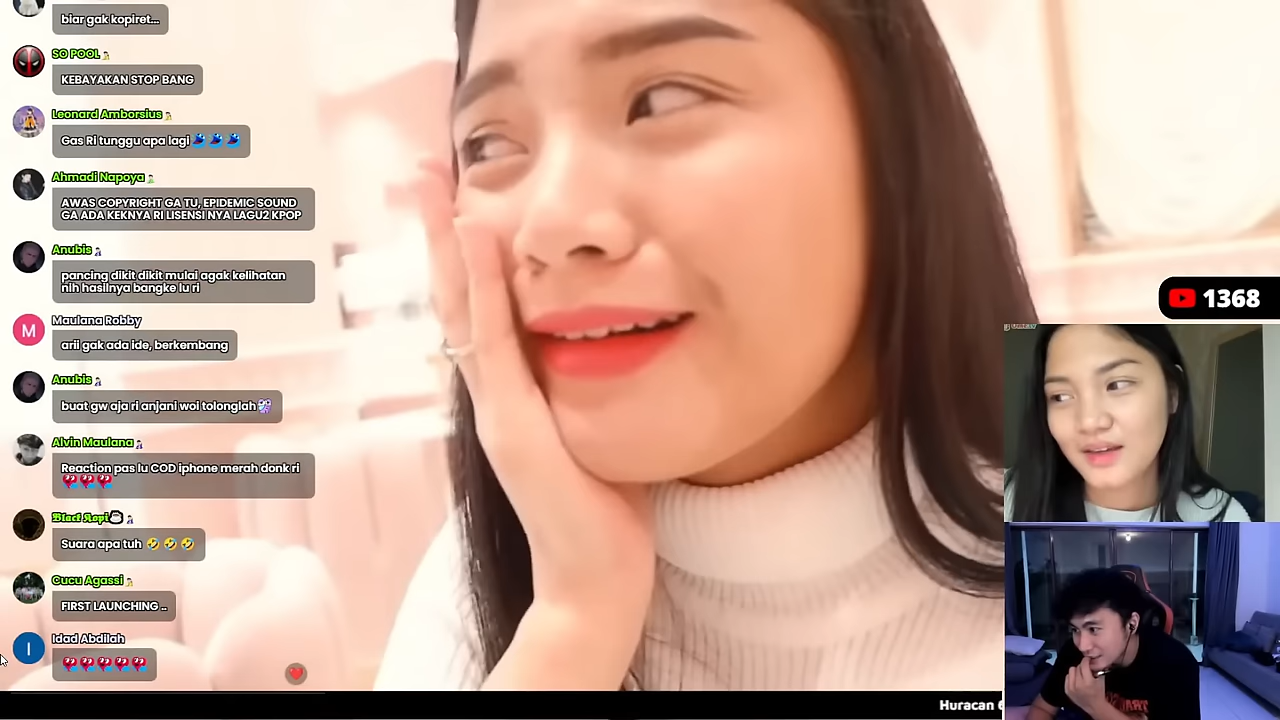 biar gak kopiret...
SO POOL
KEBAYAKAN STOP BANG
Leonard Amborsius
Gas Ri tunggu apa lagi
Ahmadi Napoya
AWAS COPYRIGHT GA TU, EPIDEMIC SOUND
GA ADA KEKNYA RI LISENSI NYA LAGU2 KPOP
Anubis
pancing dikit dikit mulai agak kelihatan
nih hasilnya bangke lu ri
M
Maulana Robby
arii gak ada ide, berkembang
Anubis
buat gw aja ri anjani woi tolonglah
Alvin Maulana
Reaction pas lu COD iphone merah donk ri
Black Kopi
Suara apa tuh
Cucu Agassi
FIRST LAUNCHING ..
I
Idad Abdilah
1368
Huracan